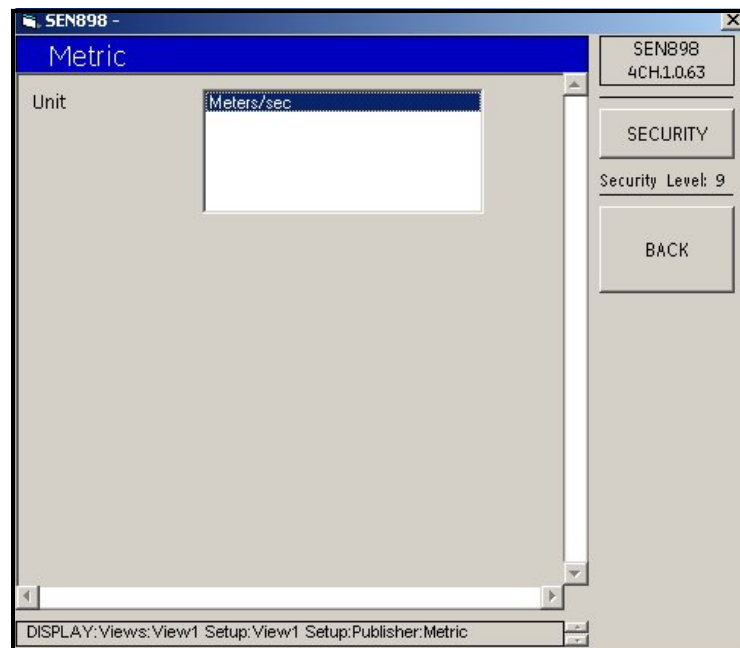 SEN898 -
Metric
Unit
Meters/sec
SEN898
4CH.1.0.63
SECURITY
Security Level: 9
BACK
DISPLAY:Views:View1 Setup:View1 Setup:Publisher:Metric